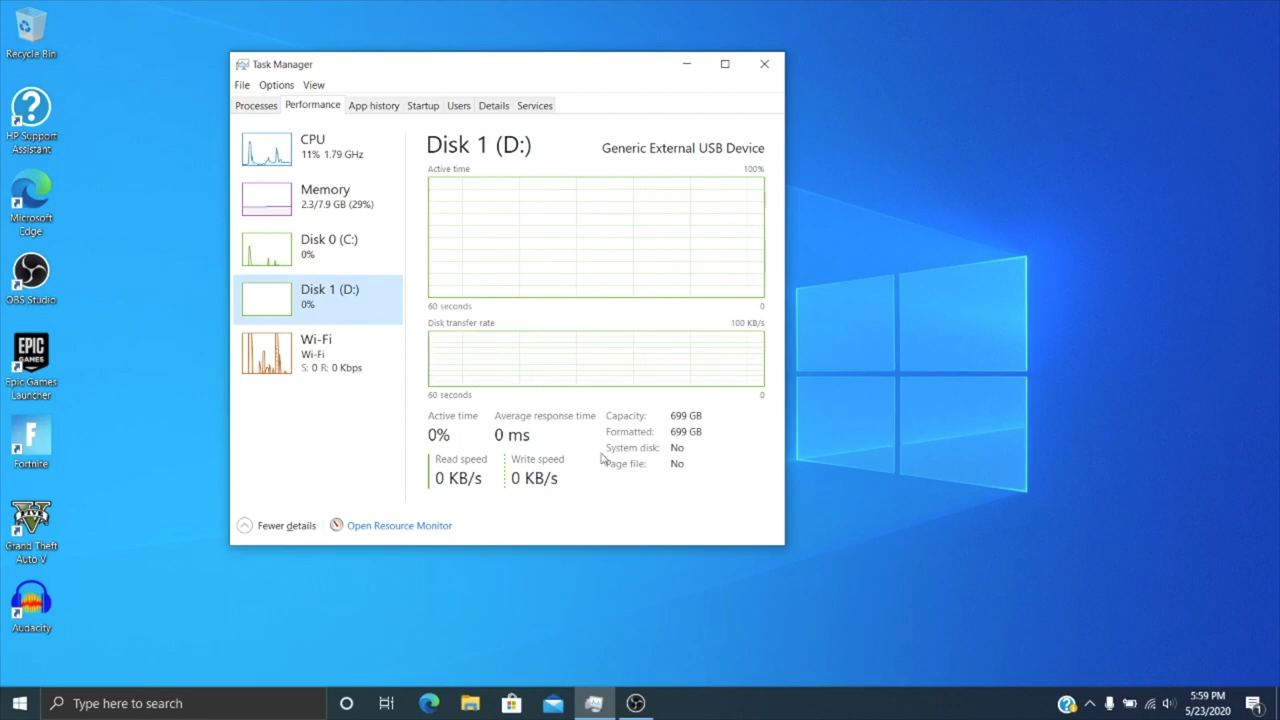 Recycle Bin
HP Support
Assistant
Microsoft
Edge
OBS Studio
EPIC
GAMES
Epic Games
Launcher
F
Fortnite
V
Grand Theft
Auto V
Audacity
Task Manager
File Options View
Processes Performance App history Startup Users Details Services
CPU
11% 1.79 GHz
Memory
2.3/7.9 GB (29%)
Disk 0 (C:)
0%
Disk 1 (D:)
0%
Wi-Fi
Wi-Fi
S: 0 R: 0 Kbps
Disk 1 (D:) Generic External USB Device
Active time 100%
60 seconds 0
Disk transfer rate 100 KB/s
60 seconds 0
Active time Average response time
0% 0 ms
Read speed Write speed
0 KB/s 0 KB/s
Capacity: 699 GB
Formatted: 699 GB
System disk: No
Page file: No
Fewer details Open Resource Monitor
Type here to search
5:59 PM
5/23/2020
1